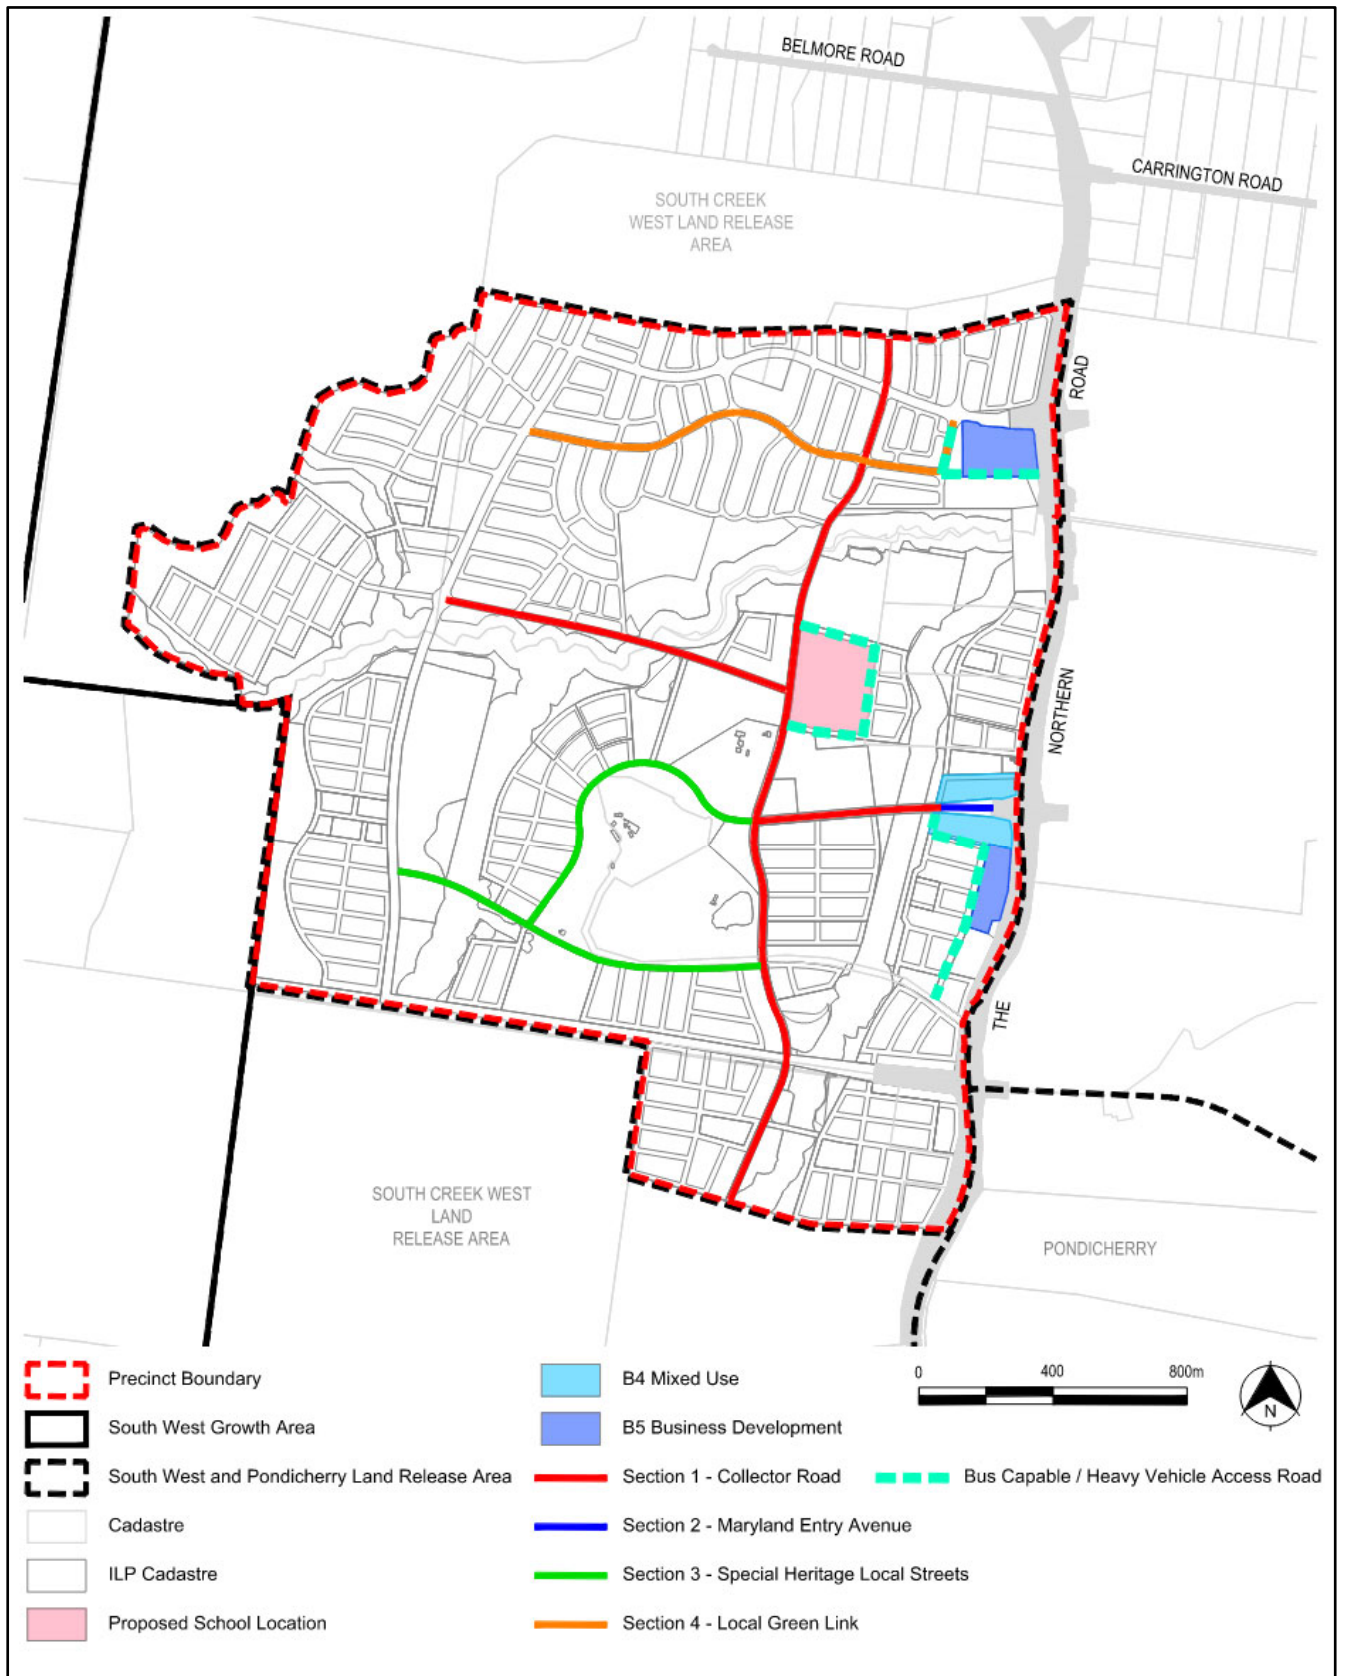 BELMORE ROAD
CARRINGTON ROAD
SOUTH CREEK
WEST LAND RELEASE
AREA
ROAD
NORTHERN
THE
SOUTH CREEK WEST
LAND
RELEASE AREA
PONDICHERRY
Precinct Boundary
South West Growth Area
South West and Pondicherry Land Release Area
Cadastre
ILP Cadastre
Proposed School Location
B4 Mixed Use
B5 Business Development
Section 1 - Collector Road
Section 2 - Maryland Entry Avenue
Section 3 - Special Heritage Local Streets
Section 4 - Local Green Link
Bus Capable / Heavy Vehicle Access Road
0 400 800m
N